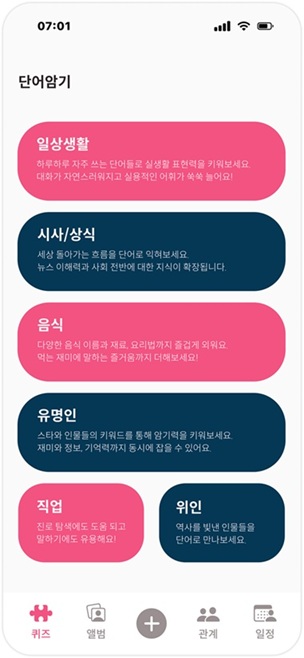 07:01
단어암기
일상생활
하루하루 자주 쓰는 단어들로 실생활 표현력을 키워보세요.
대화가 자연스러워지고 실용적인 어휘가 쑥쑥 늘어요!
시사/상식
세상 돌아가는 흐름을 단어로 익혀보세요.
뉴스 이해력과 사회 전반에 대한 지식이 확장됩니다.
음식
다양한 음식 이름과 재료, 요리법까지 즐겁게 외워요.
먹는 재미에 말하는 즐거움까지 더해보세요!
유명인
스타와 인물들의 키워드를 통해 암기력을 키워보세요.
재미와 정보, 기억력까지 동시에 잡을 수 있어요.
직업
진로 탐색에도 도움 되고
말하기에도 유용해요!
위인
역사를 빛낸 인물들을
단어로 만나보세요.
퀴즈
앨범
관계
일정